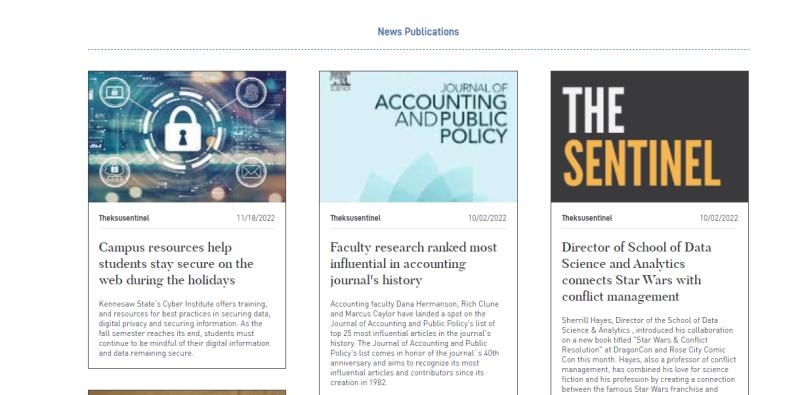 News Publications
JOURNAL OF
ACCOUNTING
AND PUBLIC
POLICY
THE
SENTINEL
Theksusentinel 11/18/2022
Campus resources help
students stay secure on the
web during the holidays
Kennesaw State's Cyber Institute offers training,
and resources for best practices in securing data,
digital privacy and securing information. As the
fall semester reaches its end, students must
continue to be mindful of their digital information
and data remaining secure.
Theksusentinel 10/02/2022
Faculty research ranked most
influential in accounting
journal's history
Accounting faculty Dana Hermanson, Rich Clune
and Marcus Caylor have landed a spot on the
Journal of Accounting and Public Policy's list of
top 25 most influential articles in the journal's
history. The Journal of Accounting and Public
Policy's list comes in honor of the journal`s 40th
anniversary and aims to recognize its most
influential articles and contributors since its
creation in 1982.
Theksusentinel 10/02/2022
Director of School of Data
Science and Analytics
connects Star Wars with
conflict management
Sherrill Hayes, Director of the School of Data
Science & Analytics , introduced his collaboration
on a new book titled "Star Wars & Conflict
Resolution" at DragonCon and Rose City Comic
Con this month. Hayes, also a professor of conflict
management, has combined his love for science
fiction and his profession by creating a connection
between the famous Star Wars franchise and